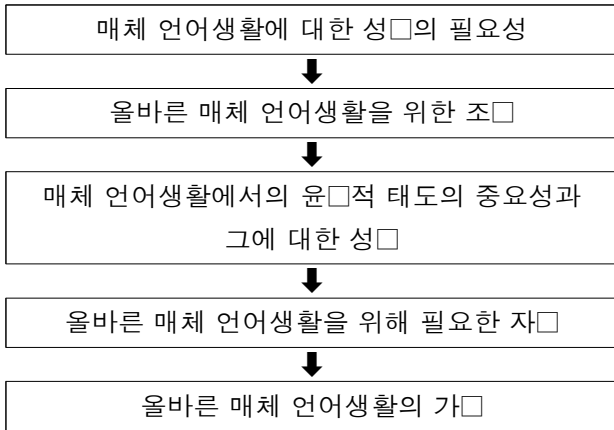 매체 언어생활에 대한 성□의 필요성
올바른 매체 언어생활을 위한 조□
매체 언어생활에서의 윤□적 태도의 중요성과
그에 대한 성□
올바른 매체 언어생활을 위해 필요한 자□
올바른 매체 언어생활의 가□